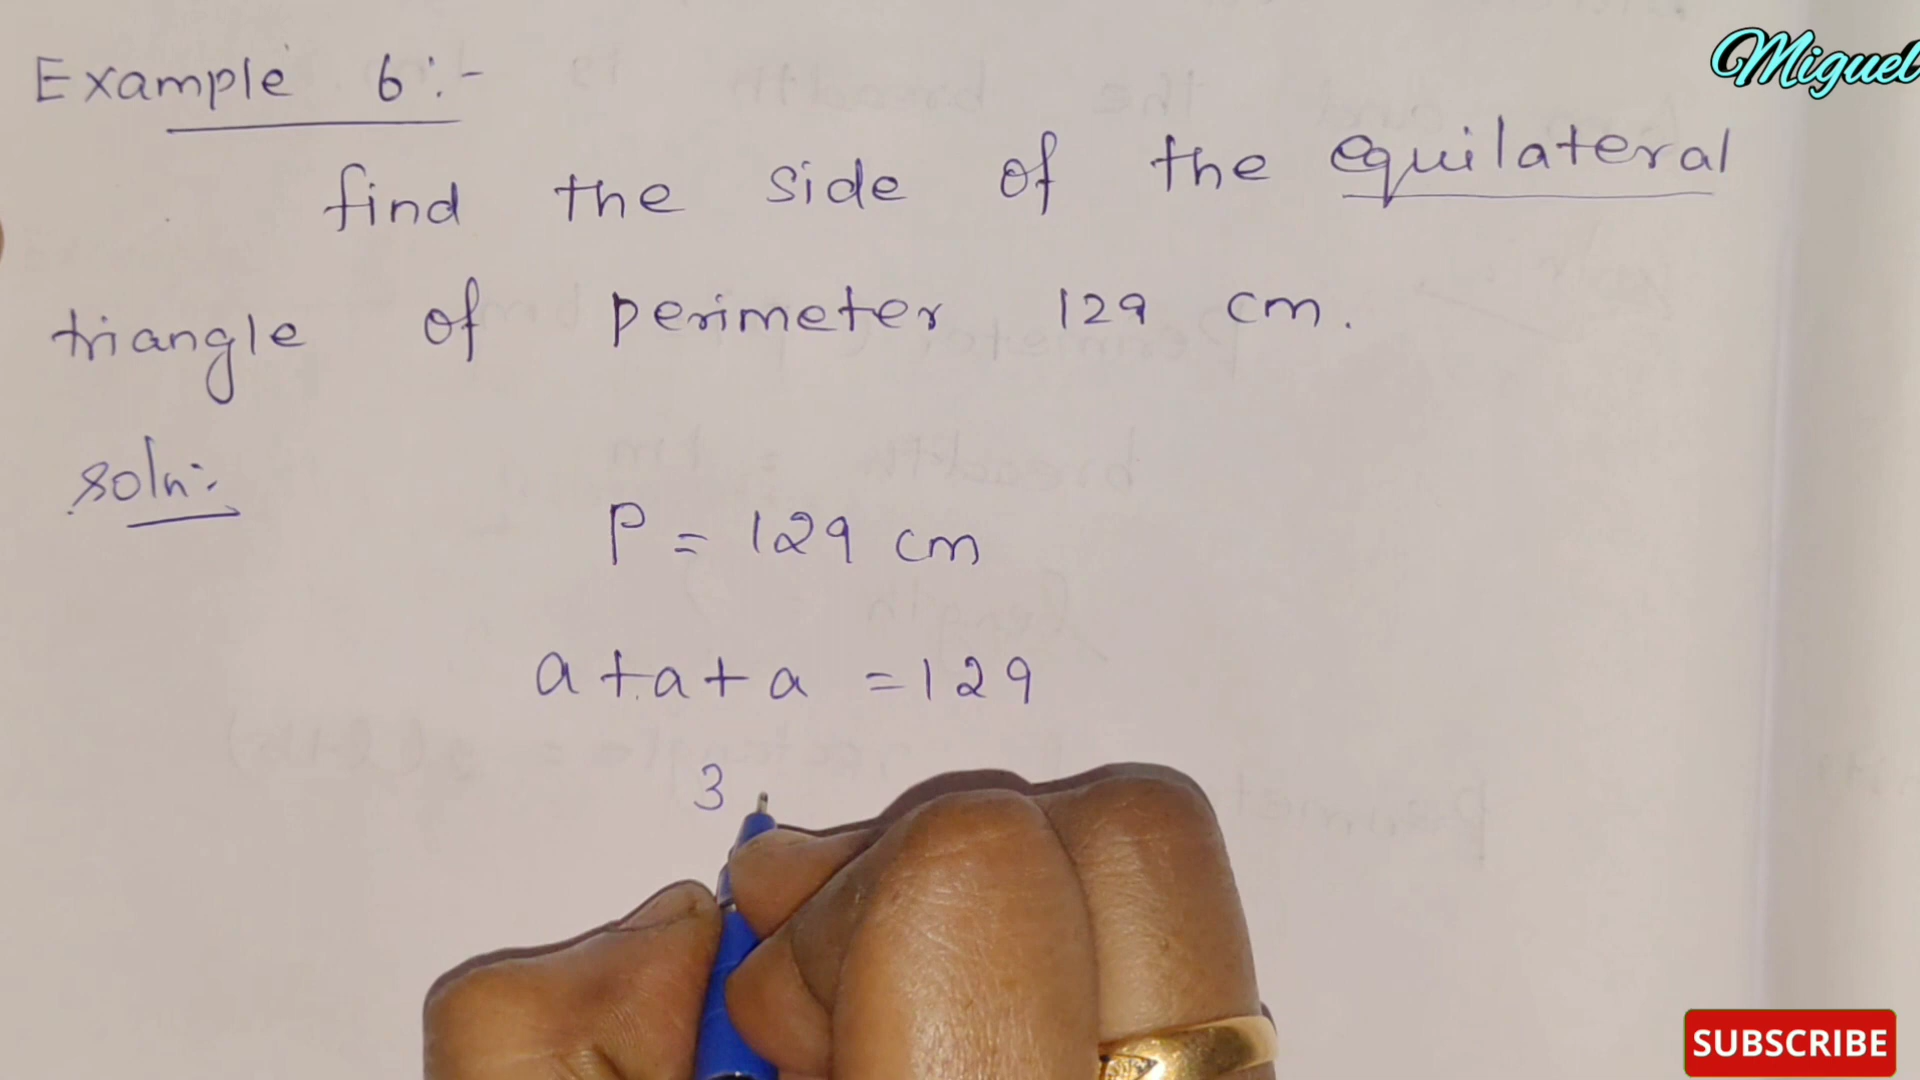 Miguel
Example 6:-
find the side of the equilateral
triangle of perimeter 129 cm.
soln:
P = 129 cm
a + a + a = 129
3
SUBSCRIBE